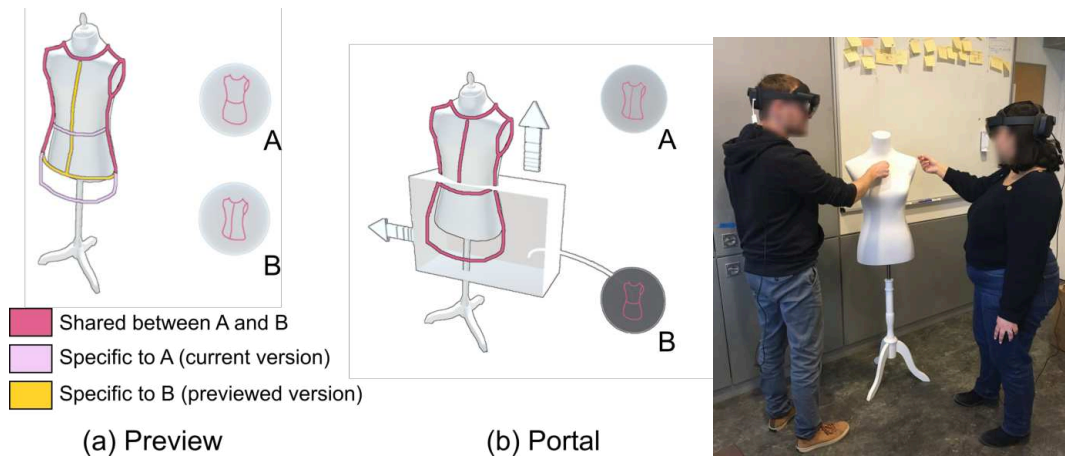 A
B
Shared between A and B
Specific to A (current version)
Specific to B (previewed version)
(a) Preview
A
B
(b) Portal